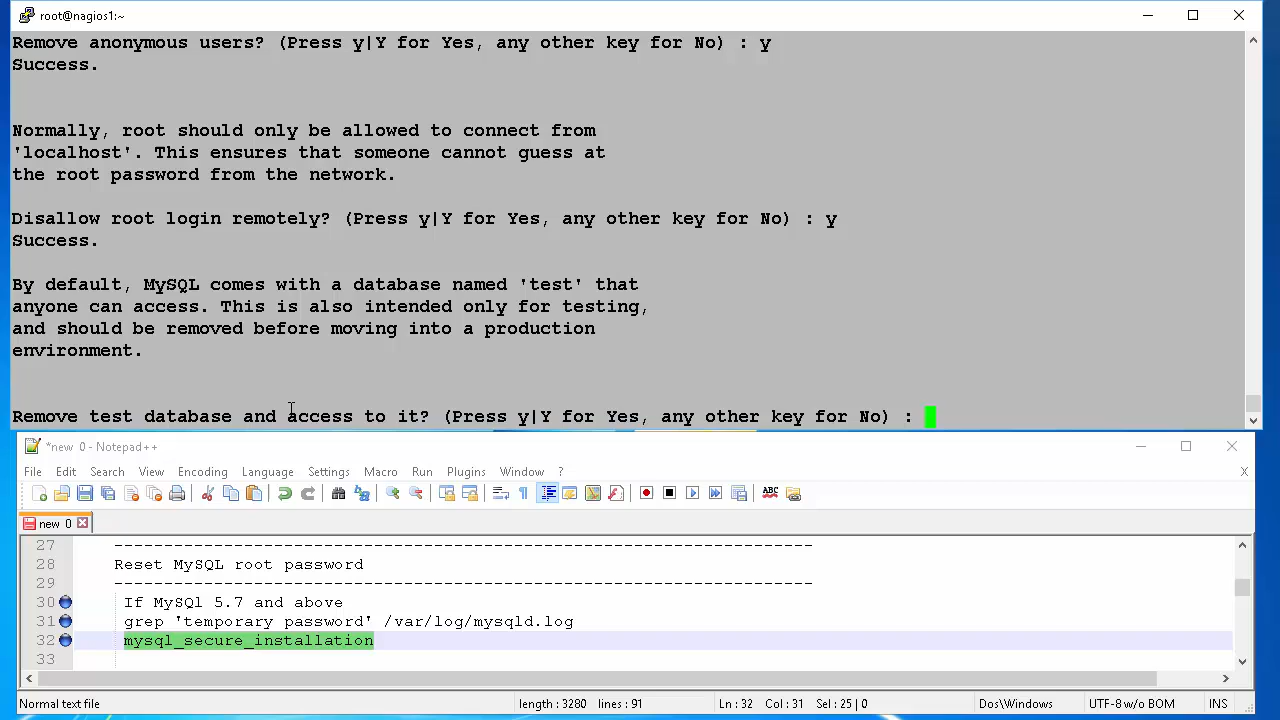 root@nagios1:~
Remove anonymous users? (Press y|Y for Yes, any other key for No) : y
Success.
Normally, root should only be allowed to connect from
'localhost'. This ensures that someone cannot guess at
the root password from the network.
Disallow root login remotely? (Press y|Y for Yes, any other key for No) : y
Success.
By default, MySQL comes with a database named 'test' that
anyone can access. This is also intended only for testing,
and should be removed before moving into a production
environment.
Remove test database and access to it? (Press y|Y for Yes, any other key for No) :
*new 0 - Notepad++
File Edit Search View Encoding Language Settings Macro Run Plugins Window ? X
ABC
new 0
27 -----------------------------------------------------------------------
28 Reset MySQL root password
29 -----------------------------------------------------------------------
30 If MySQl 5.7 and above
31 grep 'temporary password' /var/log/mysqld.log
32 mysql_secure_installation
33
Normal text file length : 3280 lines : 91 Ln : 32 Col : 31 Sel : 25 | 0 Dos\Windows UTF-8 w/o BOM INS